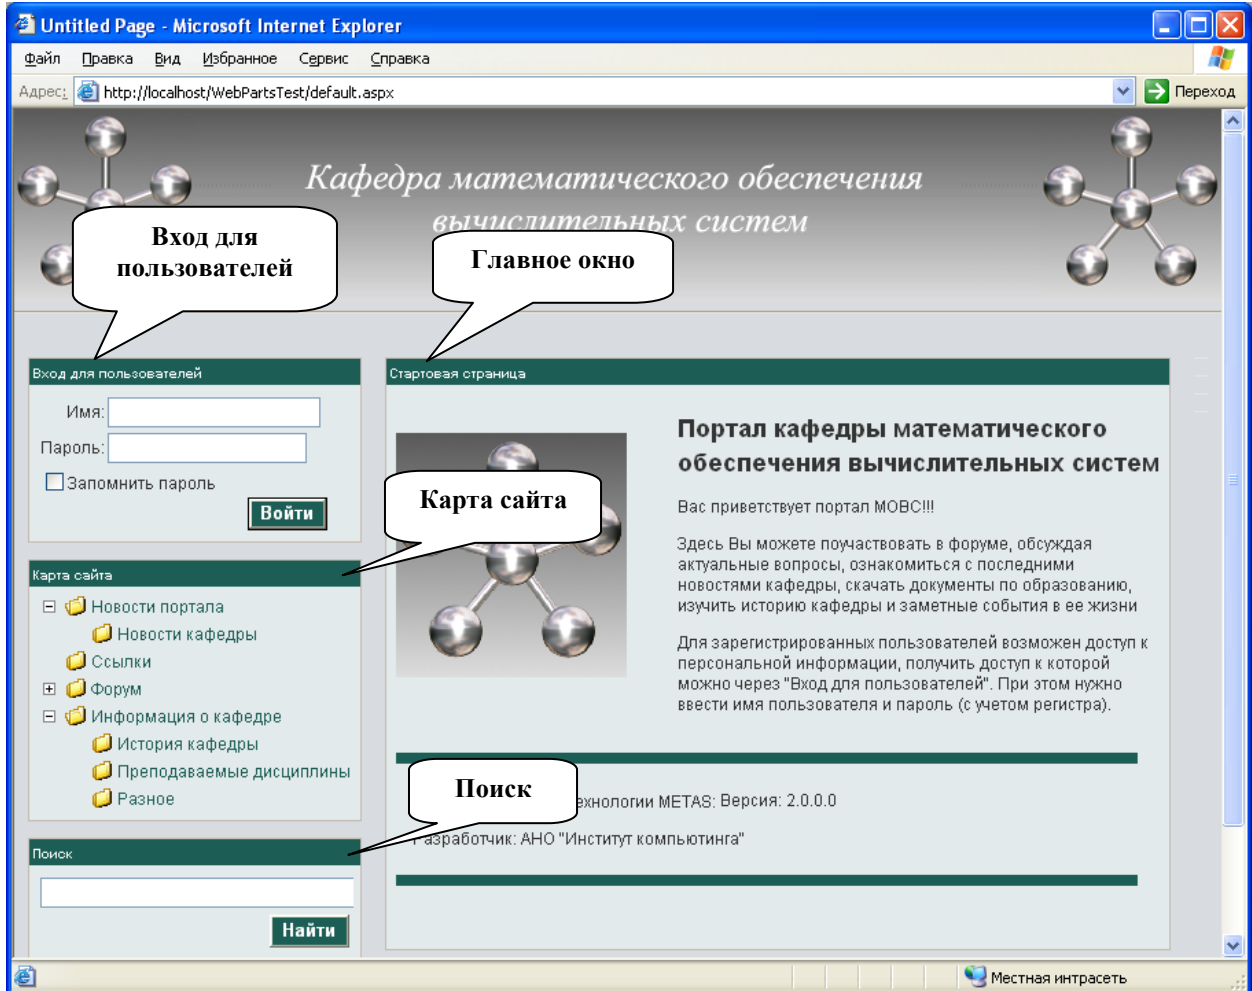 Untitled Page - Microsoft Internet Explorer
Файл Правка Вид Избранное Сервис Справка
Адрес: http://localhost/WebPartsTest/default.aspx Переход
Кафедра математического обеспечения
вычислительных систем
Вход для
пользователей
Главное окно
Вход для пользователей
Имя:
Пароль:
Запомнить пароль
Войти
Карта сайта
Карта сайта
Новости портала
Новости кафедры
Ссылки
Форум
Информация о кафедре
История кафедры
Преподаваемые дисциплины
Разное
Поиск
Поиск
Найти
Стартовая страница
Портал кафедры математического
обеспечения вычислительных систем
Вас приветствует портал МОВС!!!
Здесь Вы можете поучаствовать в форуме, обсуждая
актуальные вопросы, ознакомиться с последними
новостями кафедры, скачать документы по образованию,
изучить историю кафедры и заметные события в ее жизни
Для зарегистрированных пользователей возможен доступ к
персональной информации, получить доступ к которой
можно через "Вход для пользователей". При этом нужно
ввести имя пользователя и пароль (с учетом регистра).
ехнологии METAS: Версия: 2.0.0.0
Разработчик: АНО "Институт компьютинга"
Местная интрасеть